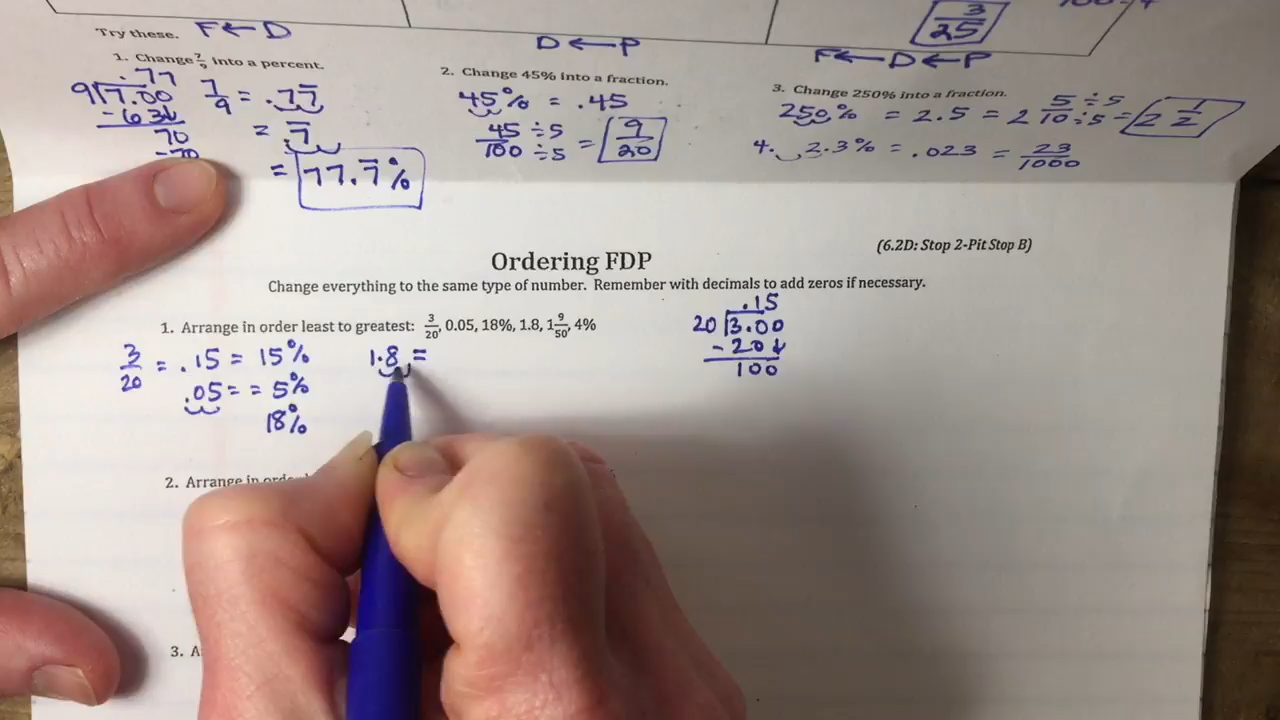 3
25
Try these. F←D
D←P
F←D←P
1. Change 7/9 into a percent.
.77
9 7.00
- 63↓
70
- 70
7/9 = .77
= .7̅
= 77.7̅%
2. Change 45% into a fraction.
45% = .45
45 ÷5
100 ÷5
= 9/20
3. Change 250% into a fraction.
250% = 2.5 = 2 5÷5/10÷5 = 2 1/2
4. 2.3% = .023 = 23/1000
(6.2D: Stop 2-Pit Stop B)
Ordering FDP
Change everything to the same type of number. Remember with decimals to add zeros if necessary.
1. Arrange in order least to greatest: 3/20, 0.05, 18%, 1.8, 1 9/50, 4%
3/20 = .15 = 15%
.05 = = 5%
18%
1.8 =
.15
20 3.00
- 20↓
100
2. Arrange in
3.